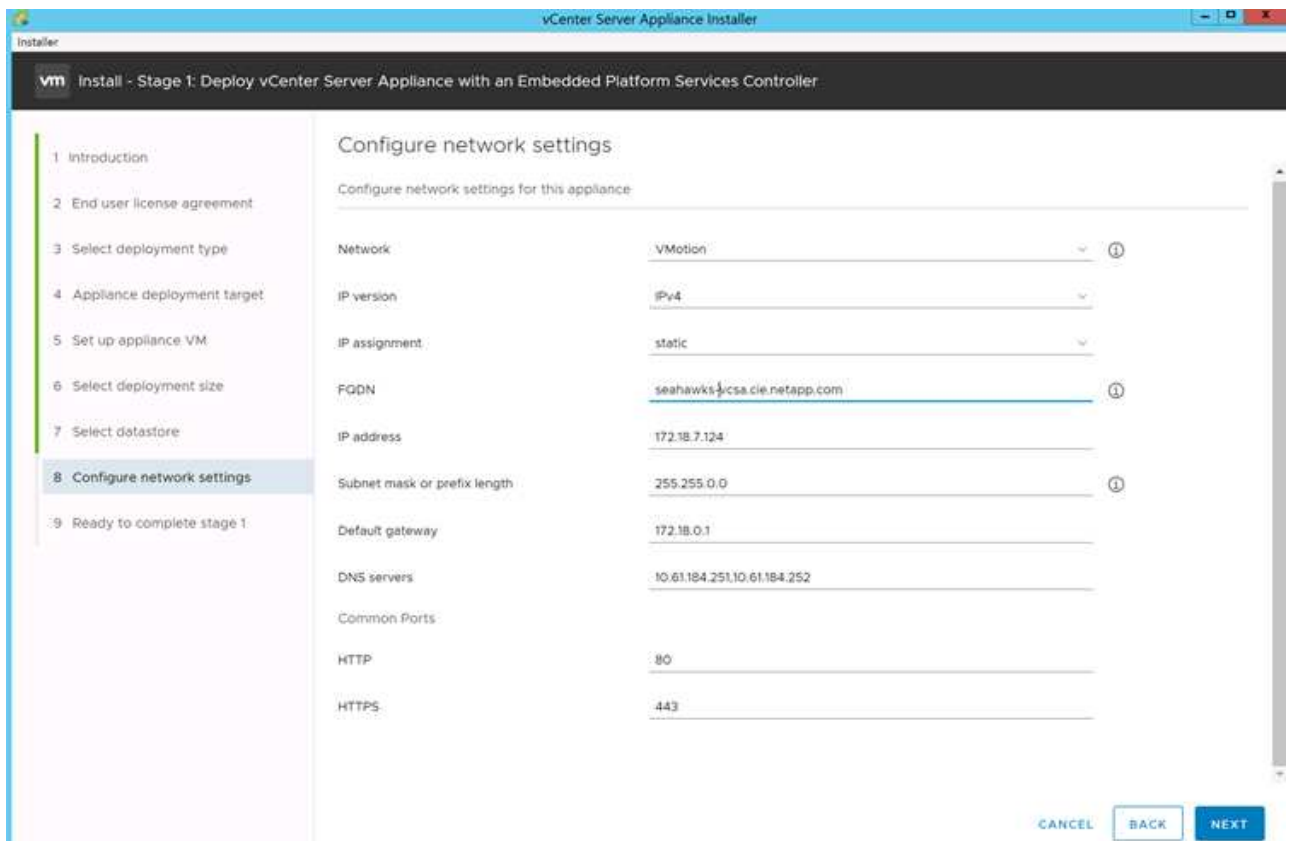 vCenter Server Appliance Installer
Installer
vm Install - Stage 1: Deploy vCenter Server Appliance with an Embedded Platform Services Controller
1 Introduction
2 End user license agreement
3 Select deployment type
4 Appliance deployment target
5 Set up appliance VM
6 Select deployment size
7 Select datastore
8 Configure network settings
9 Ready to complete stage 1
Configure network settings
Configure network settings for this appliance
Network VMotion
IP version IPv4
IP assignment static
FQDN seahawks-vcsa.cie.netapp.com
IP address 172.18.7.124
Subnet mask or prefix length 255.255.0.0
Default gateway 172.18.0.1
DNS servers 10.61.184.251,10.61.184.252
Common Ports
HTTP 80
HTTPS 443
CANCEL BACK NEXT